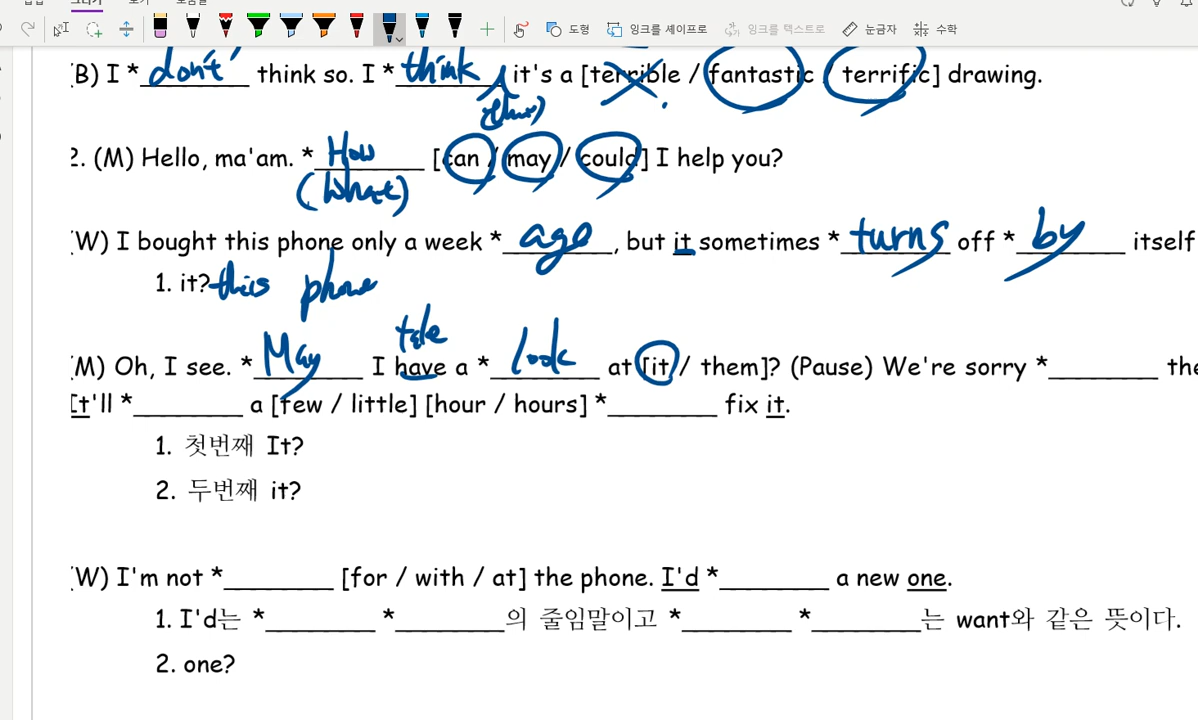 도형 잉크를 셰이프로 잉크를 텍스트로 눈금자 수학
(B) I * don't think so. I * think (that) it's a [terrible / fantastic / terrific] drawing.
2. (M) Hello, ma'am. * How [can / may / could] I help you?
(What)
(W) I bought this phone only a week * ago, but it sometimes * turns off * by itself
1. it? this phone
take
(M) Oh, I see. * May I have a * look at [it / them]? (Pause) We're sorry *________ the
It'll *________ a [few / little] [hour / hours] *________ fix it.
1. 첫번째 It?
2. 두번째 it?
(W) I'm not *________ [for / with / at] the phone. I'd *________ a new one.
1. I'd는 *________ *________의 줄임말이고 *________ *________는 want와 같은 뜻이다.
2. one?